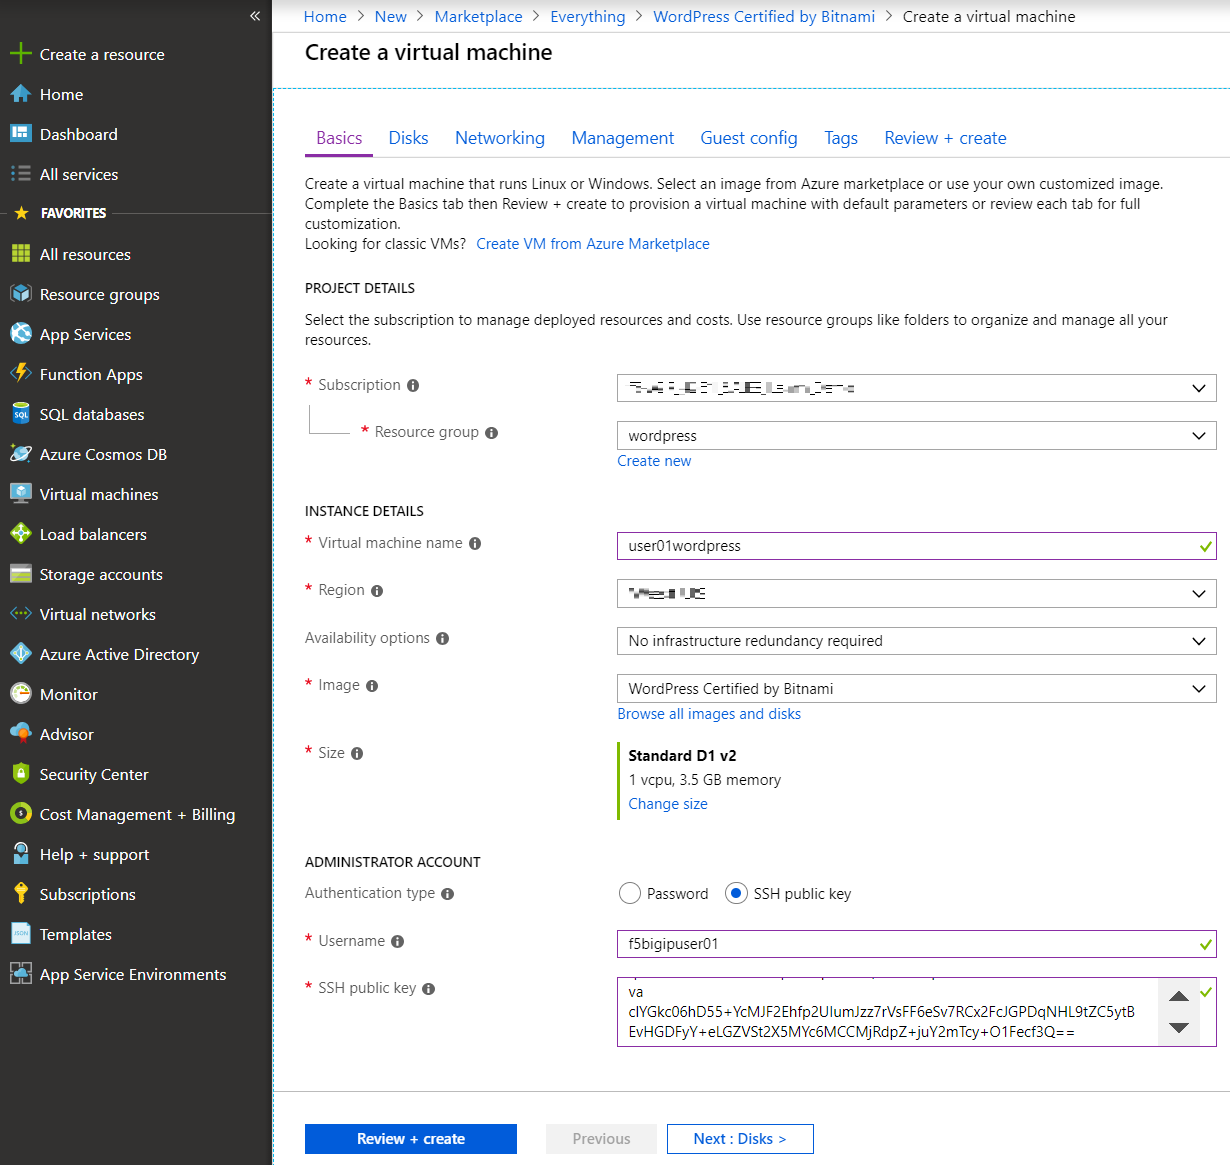 «
Create a resource
Home
Dashboard
All services
FAVORITES
All resources
Resource groups
App Services
Function Apps
SQL databases
Azure Cosmos DB
Virtual machines
Load balancers
Storage accounts
Virtual networks
Azure Active Directory
Monitor
Advisor
Security Center
Cost Management + Billing
Help + support
Subscriptions
Templates
App Service Environments
Home > New > Marketplace > Everything > WordPress Certified by Bitnami > Create a virtual machine
Create a virtual machine
Basics Disks Networking Management Guest config Tags Review + create
Create a virtual machine that runs Linux or Windows. Select an image from Azure marketplace or use your own customized image.
Complete the Basics tab then Review + create to provision a virtual machine with default parameters or review each tab for full
customization.
Looking for classic VMs? Create VM from Azure Marketplace
PROJECT DETAILS
Select the subscription to manage deployed resources and costs. Use resource groups like folders to organize and manage all your
resources.
* Subscription
* Resource group wordpress
Create new
INSTANCE DETAILS
* Virtual machine name user01wordpress
* Region
Availability options No infrastructure redundancy required
* Image WordPress Certified by Bitnami
Browse all images and disks
* Size Standard D1 v2
1 vcpu, 3.5 GB memory
Change size
ADMINISTRATOR ACCOUNT
Authentication type Password SSH public key
* Username f5bigipuser01
* SSH public key va
cIYGkc06hD55+YcMJF2Ehfp2UIumJzz7rVsFF6eSv7RCx2FcJGPDqNHL9tZC5ytB
EvHGDFyY+eLGZVSt2X5MYc6MCCMjRdpZ+juY2mTcy+O1Fecf3Q==
Review + create Previous Next : Disks >